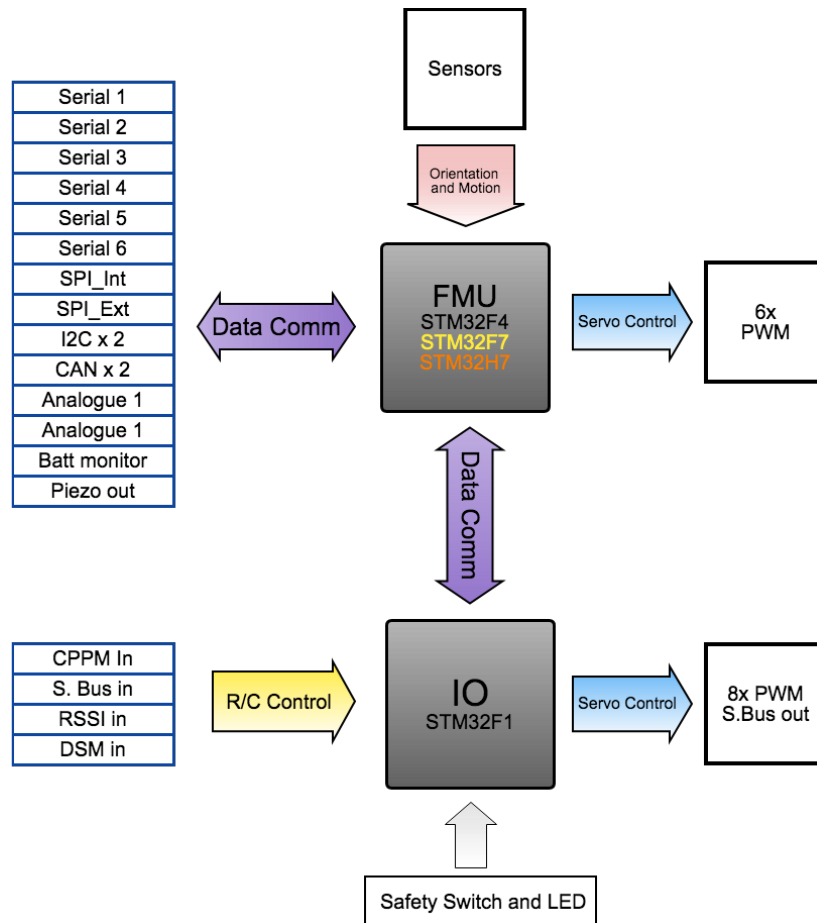 Sensors
Orientation
and Motion
Serial 1
Serial 2
Serial 3
Serial 4
Serial 5
Serial 6
SPI_Int
SPI_Ext
I2C x 2
CAN x 2
Analogue 1
Analogue 1
Batt monitor
Piezo out
Data Comm
FMU
STM32F4
STM32F7
STM32H7
Servo Control
6x
PWM
Data Comm
CPPM In
S. Bus in
RSSI in
DSM in
R/C Control
IO
STM32F1
Servo Control
8x PWM
S.Bus out
Safety Switch and LED